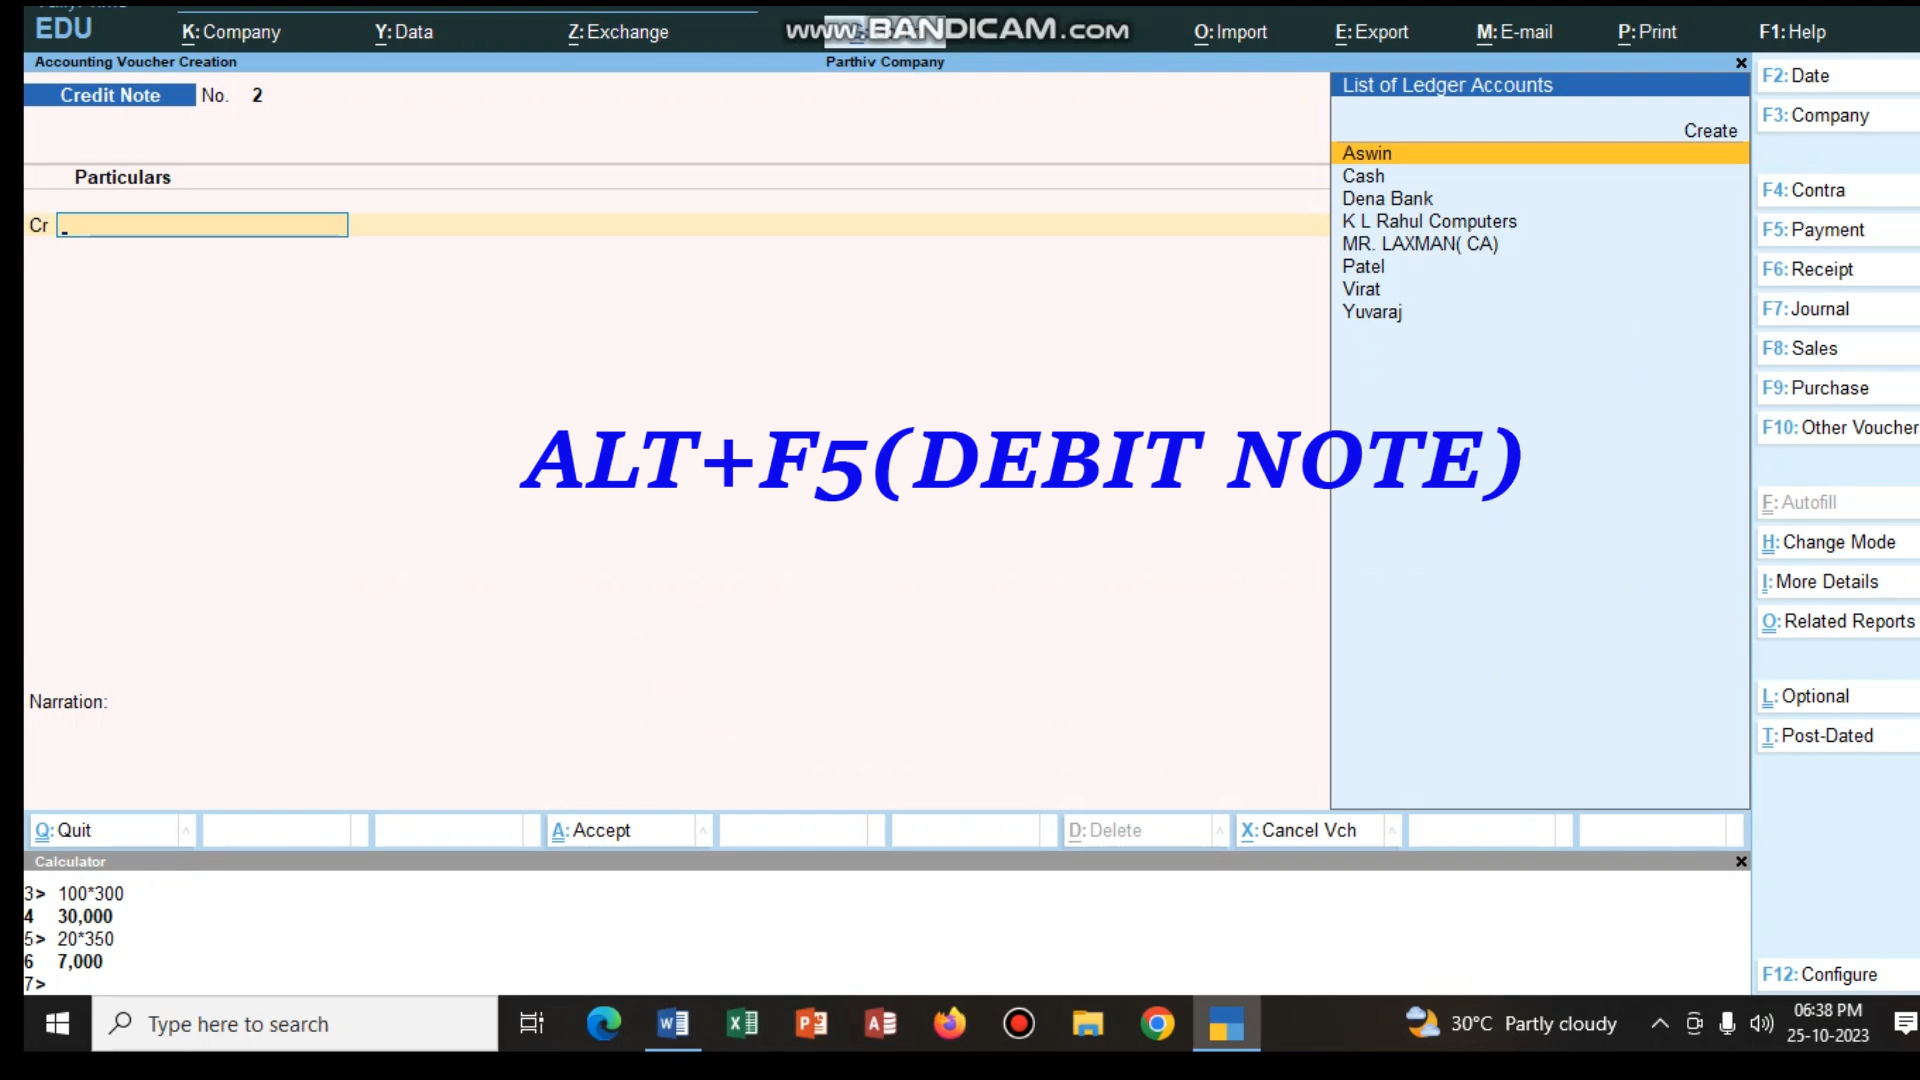 EDU
K: Company
Y: Data
Z: Exchange
www.BANDICAM.com
O: Import
E: Export
M: E-mail
P: Print
F1: Help
Accounting Voucher Creation
Parthiv Company
Credit Note No. 2
Particulars
Cr
ALT+F5(DEBIT NOTE)
Narration:
List of Ledger Accounts
Create
Aswin
Cash
Dena Bank
K L Rahul Computers
MR. LAXMAN( CA)
Patel
Virat
Yuvaraj
F2: Date
F3: Company
F4: Contra
F5: Payment
F6: Receipt
F7: Journal
F8: Sales
F9: Purchase
F10: Other Voucher
F: Autofill
H: Change Mode
I: More Details
O: Related Reports
L: Optional
T: Post-Dated
F12: Configure
Q: Quit
A: Accept
D: Delete
X: Cancel Vch
Calculator
3> 100*300
4 30,000
5> 20*350
6 7,000
7>
Type here to search
30°C Partly cloudy
06:38 PM
25-10-2023